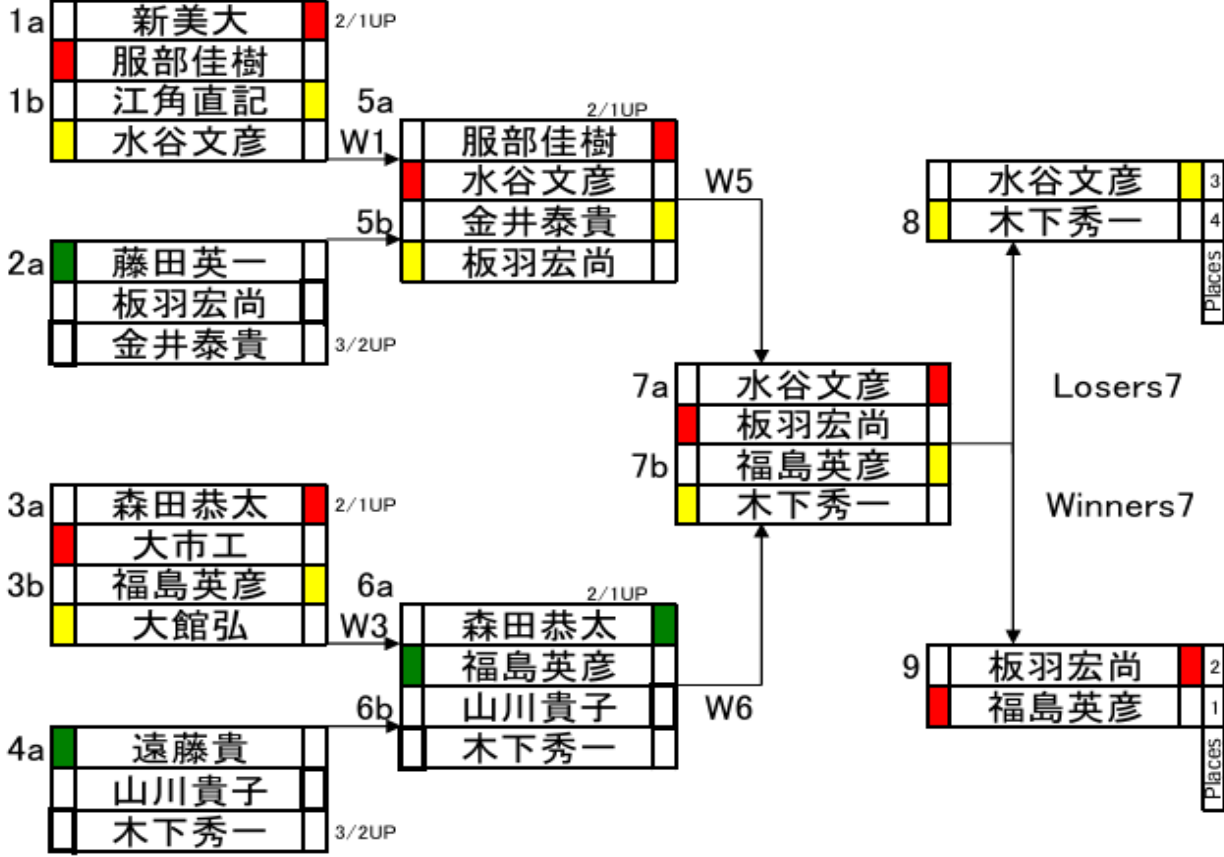 1a 新美大 2/1UP
服部佳樹
1b 江角直記
水谷文彦
W1
5a 2/1UP
服部佳樹
水谷文彦
5b 金井泰貴
板羽宏尚
W5
2a 藤田英一
板羽宏尚
金井泰貴 3/2UP
3a 森田恭太 2/1UP
大市工
3b 福島英彦
大館弘
W3
6a 2/1UP
森田恭太
福島英彦
6b 山川貴子
木下秀一
W6
4a 遠藤貴
山川貴子
木下秀一 3/2UP
7a 水谷文彦
板羽宏尚
7b 福島英彦
木下秀一
水谷文彦 3
8 木下秀一 4
Places
Losers7
Winners7
9 板羽宏尚 2
福島英彦 1
Places